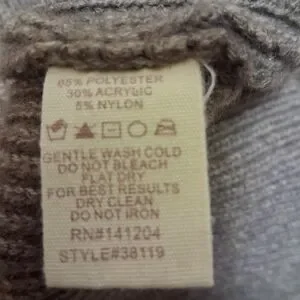 65% POLYESTER
30% ACRYLIC
5% NYLON
GENTLE WASH COLD
DO NOT BLEACH
FLAT DRY
FOR BEST RESULTS
DRY CLEAN
DO NOT IRON
RN#141204
STYLE#38119